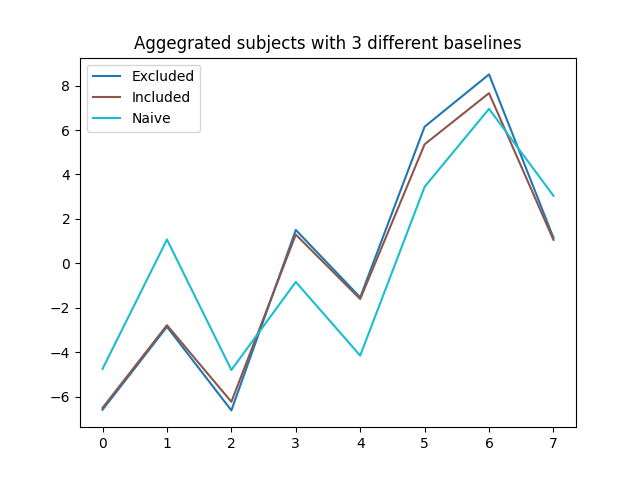 Aggegrated subjects with 3 different baselines
Excluded
Included
Naive
8
6
4
2
0
−2
−4
−6
0 1 2 3 4 5 6 7